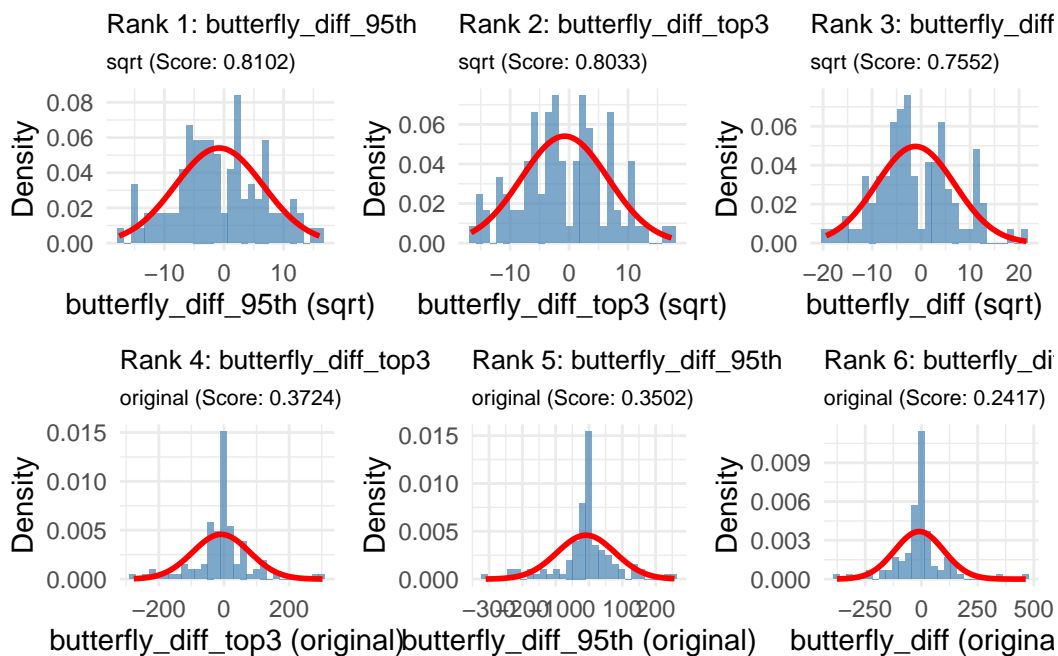 Rank 1: butterfly_diff_95th
sqrt (Score: 0.8102)
Density
0.08
0.06
0.04
0.02
0.00
−10
0
10
butterfly_diff_95th (sqrt)
Rank 2: butterfly_diff_top3
sqrt (Score: 0.8033)
Density
0.06
0.04
0.02
0.00
−10
0
10
butterfly_diff_top3 (sqrt)
Rank 3: butterfly_diff
sqrt (Score: 0.7552)
Density
0.06
0.04
0.02
0.00
−20
−10
0
10
20
butterfly_diff (sqrt)
Rank 4: butterfly_diff_top3
original (Score: 0.3724)
Density
0.015
0.010
0.005
0.000
−200
0
200
butterfly_diff_top3 (original)
Rank 5: butterfly_diff_95th
original (Score: 0.3502)
Density
0.015
0.010
0.005
0.000
−300
−200
−100
0
100
200
butterfly_diff_95th (original)
Rank 6: butterfly_di
original (Score: 0.2417)
Density
0.009
0.006
0.003
0.000
−250
0
250
500
butterfly_diff (origina